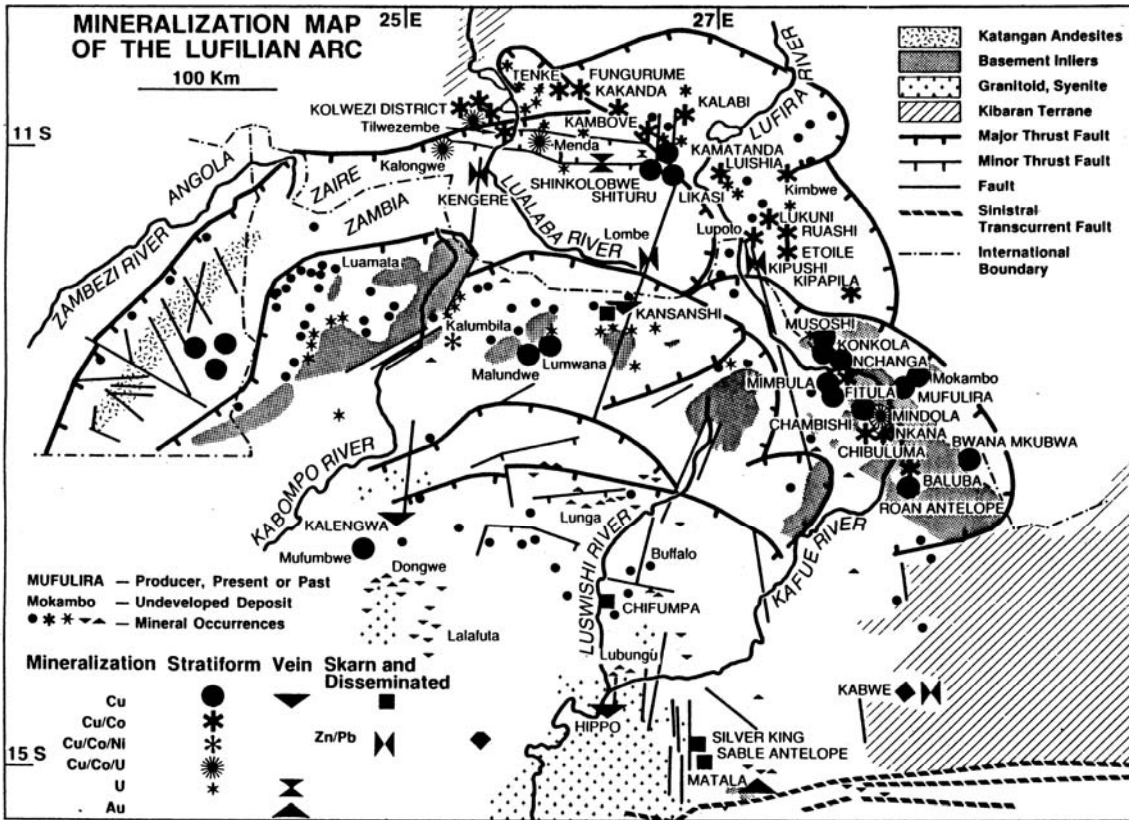 MINERALIZATION MAP
OF THE LUFILIAN ARC
100 Km
25 E
27 E
11 S
15 S
Katangan Andesites
Basement Inliers
Granitoid, Syenite
Kibaran Terrane
Major Thrust Fault
Minor Thrust Fault
Fault
Sinistral
Transcurrent Fault
International
Boundary
TENKE
FUNGURUME
KAKANDA
KOLWEZI DISTRICT
Tilwezembe
KAMBOVE
KALABI
LUFIRA RIVER
Kalongwe
Menda
KAMATANDA
LUISHIA
SHINKOLOBWE
SHITURU
LIKASI
Kimbwe
ANGOLA
ZAIRE
ZAMBIA
KENGERE
LUALABA RIVER
Lombe
Lupolo
LUKUNI
RUASHI
ETOILE
KIPUSHI
KIPAPILA
ZAMBEZI RIVER
Luamala
Kalumbila
KANSANSHI
Lumwana
Malundwe
MUSOSHI
KONKOLA
NCHANGA
Mokambo
MUFULIRA
MIMBULA
FITULA
MINDOLA
CHAMBISHI
NKANA
BWANA MKUBWA
CHIBULUMA
BALUBA
ROAN ANTELOPE
KABOMPO RIVER
KALENGWA
Mufumbwe
Dongwe
Lunga
LUSWISHI RIVER
Buffalo
KAFUE RIVER
CHIFUMPA
Lalafuta
Lubungu
HIPPO
KABWE
SILVER KING
SABLE ANTELOPE
MATALA
MUFULIRA — Producer, Present or Past
Mokambo — Undeveloped Deposit
— Mineral Occurrences
Mineralization Stratiform Vein Skarn and
Disseminated
Cu
Cu/Co
Cu/Co/Ni
Zn/Pb
Cu/Co/U
U
Au